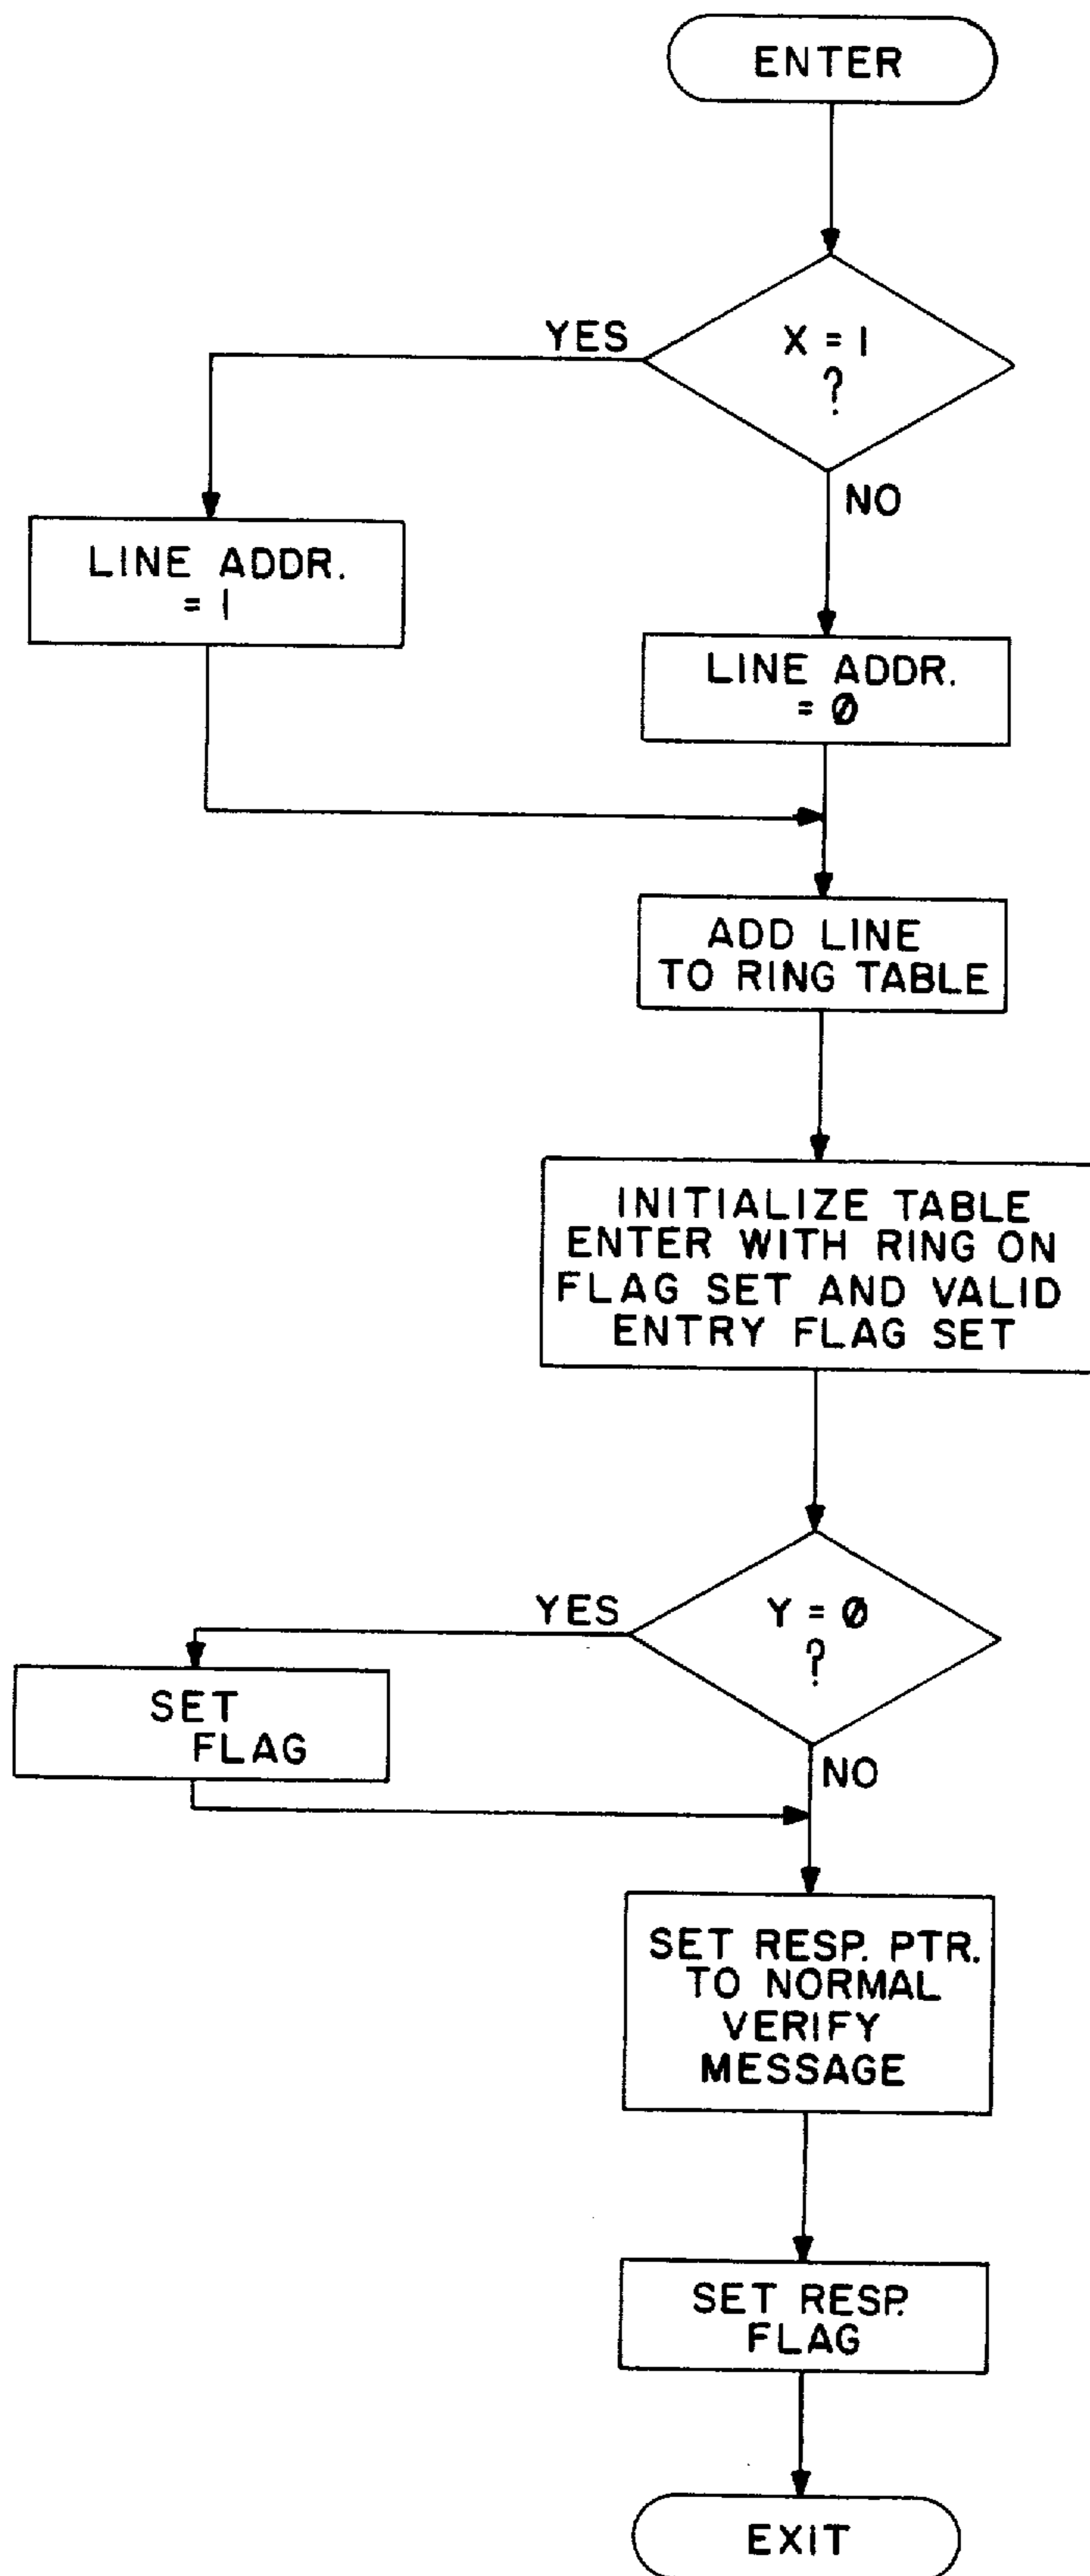 ENTER
X = 1
?
YES
NO
LINE ADDR.
= 1
LINE ADDR.
= Ø
ADD LINE
TO RING TABLE
INITIALIZE TABLE
ENTER WITH RING ON
FLAG SET AND VALID
ENTRY FLAG SET
Y = Ø
?
YES
NO
SET
FLAG
SET RESP. PTR.
TO NORMAL
VERIFY
MESSAGE
SET RESP.
FLAG
EXIT